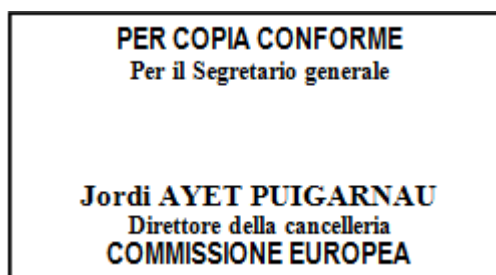 PER COPIA CONFORME
Per il Segretario generale
Jordi AYET PUIGARNAU
Direttore della cancelleria
COMMISSIONE EUROPEA